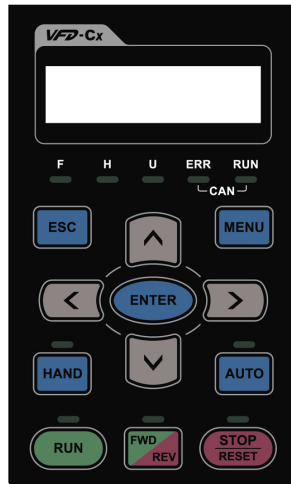 VFD-Cx
F H U ERR RUN
CAN
ESC
MENU
ENTER
HAND
AUTO
RUN
FWD
REV
STOP
RESET